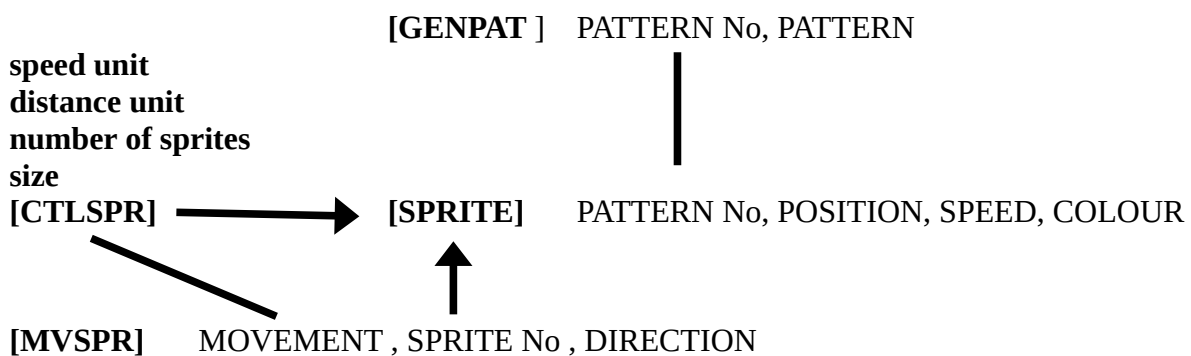 [GENPAT ] PATTERN No, PATTERN
speed unit
distance unit
number of sprites
size
[CTLSPR] [SPRITE] PATTERN No, POSITION, SPEED, COLOUR
[MVSPR] MOVEMENT , SPRITE No , DIRECTION